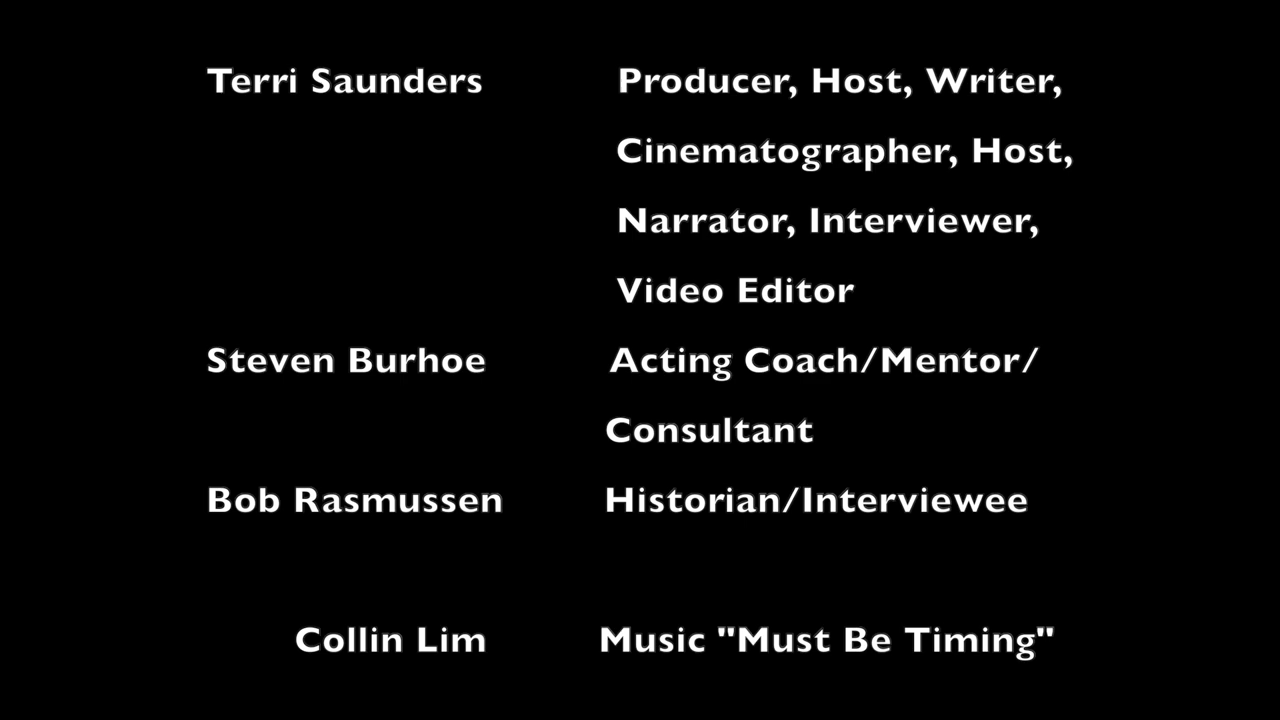 Terri Saunders Producer, Host, Writer,
Cinematographer, Host,
Narrator, Interviewer,
Video Editor
Steven Burhoe Acting Coach/Mentor/
Consultant
Bob Rasmussen Historian/Interviewee
Collin Lim Music "Must Be Timing"